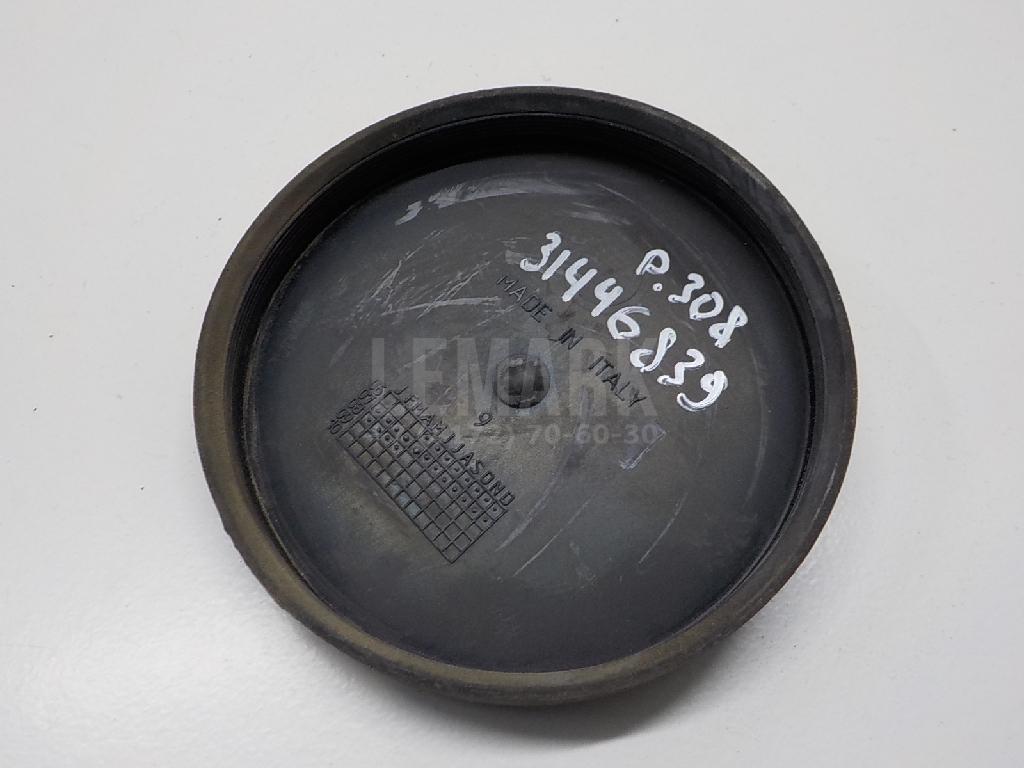 P.308
31446839
MADE IN ITALY
LEMARK
70-60-30
9
JFMAMJJASOND